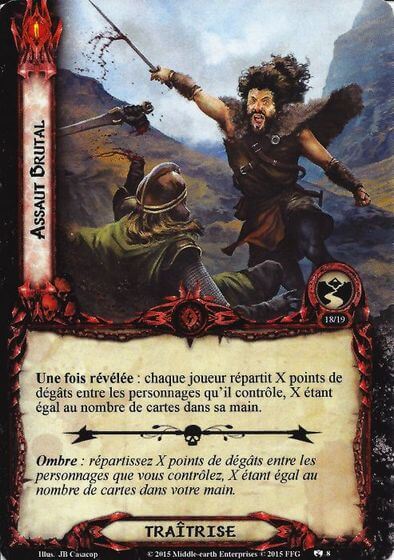 ASSAUT BRUTAL
18/19
Une fois révélée : chaque joueur répartit X points de
dégâts entre les personnages qu'il contrôle, X étant
égal au nombre de cartes dans sa main.
Ombre : répartissez X points de dégâts entre les
personnages que vous contrôlez, X étant égal au
nombre de cartes dans votre main.
TRAÎTRISE
Illus. JB Casacop © 2015 Middle-earth Enterprises © 2015 FFG 8